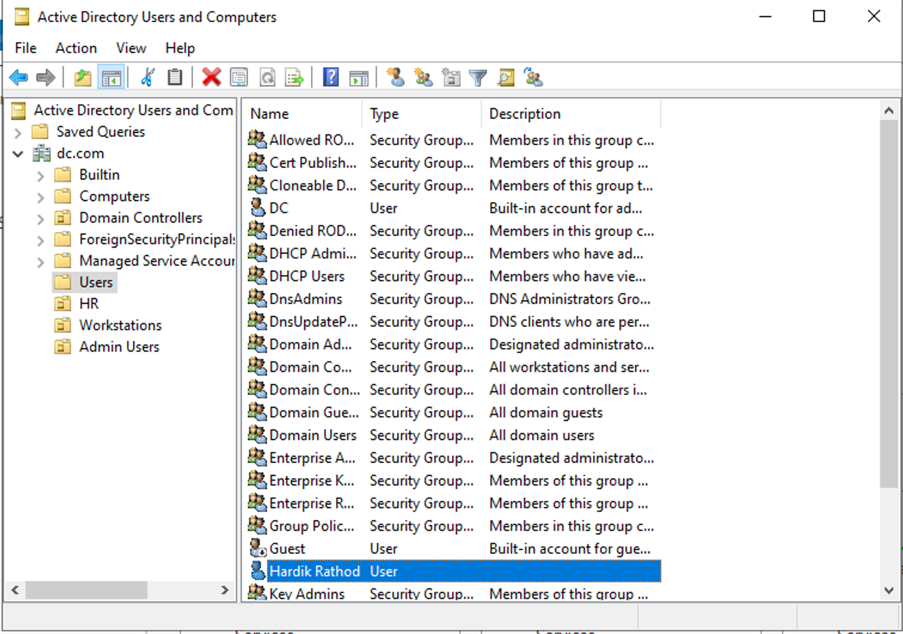 Active Directory Users and Computers
File Action View Help
Active Directory Users and Com
Saved Queries
dc.com
Builtin
Computers
Domain Controllers
ForeignSecurityPrincipals
Managed Service Accour
Users
HR
Workstations
Admin Users
Name Type Description
Allowed RO... Security Group... Members in this group c...
Cert Publish... Security Group... Members of this group ...
Cloneable D... Security Group... Members of this group t...
DC User Built-in account for ad...
Denied ROD... Security Group... Members in this group c...
DHCP Admi... Security Group... Members who have ad...
DHCP Users Security Group... Members who have vie...
DnsAdmins Security Group... DNS Administrators Gro...
DnsUpdateP... Security Group... DNS clients who are per...
Domain Ad... Security Group... Designated administrato...
Domain Co... Security Group... All workstations and ser...
Domain Con... Security Group... All domain controllers i...
Domain Gue... Security Group... All domain guests
Domain Users Security Group... All domain users
Enterprise A... Security Group... Designated administrato...
Enterprise K... Security Group... Members of this group ...
Enterprise R... Security Group... Members of this group ...
Group Polic... Security Group... Members in this group c...
Guest User Built-in account for gue...
Hardik Rathod User
Key Admins Security Group... Members of this group ...